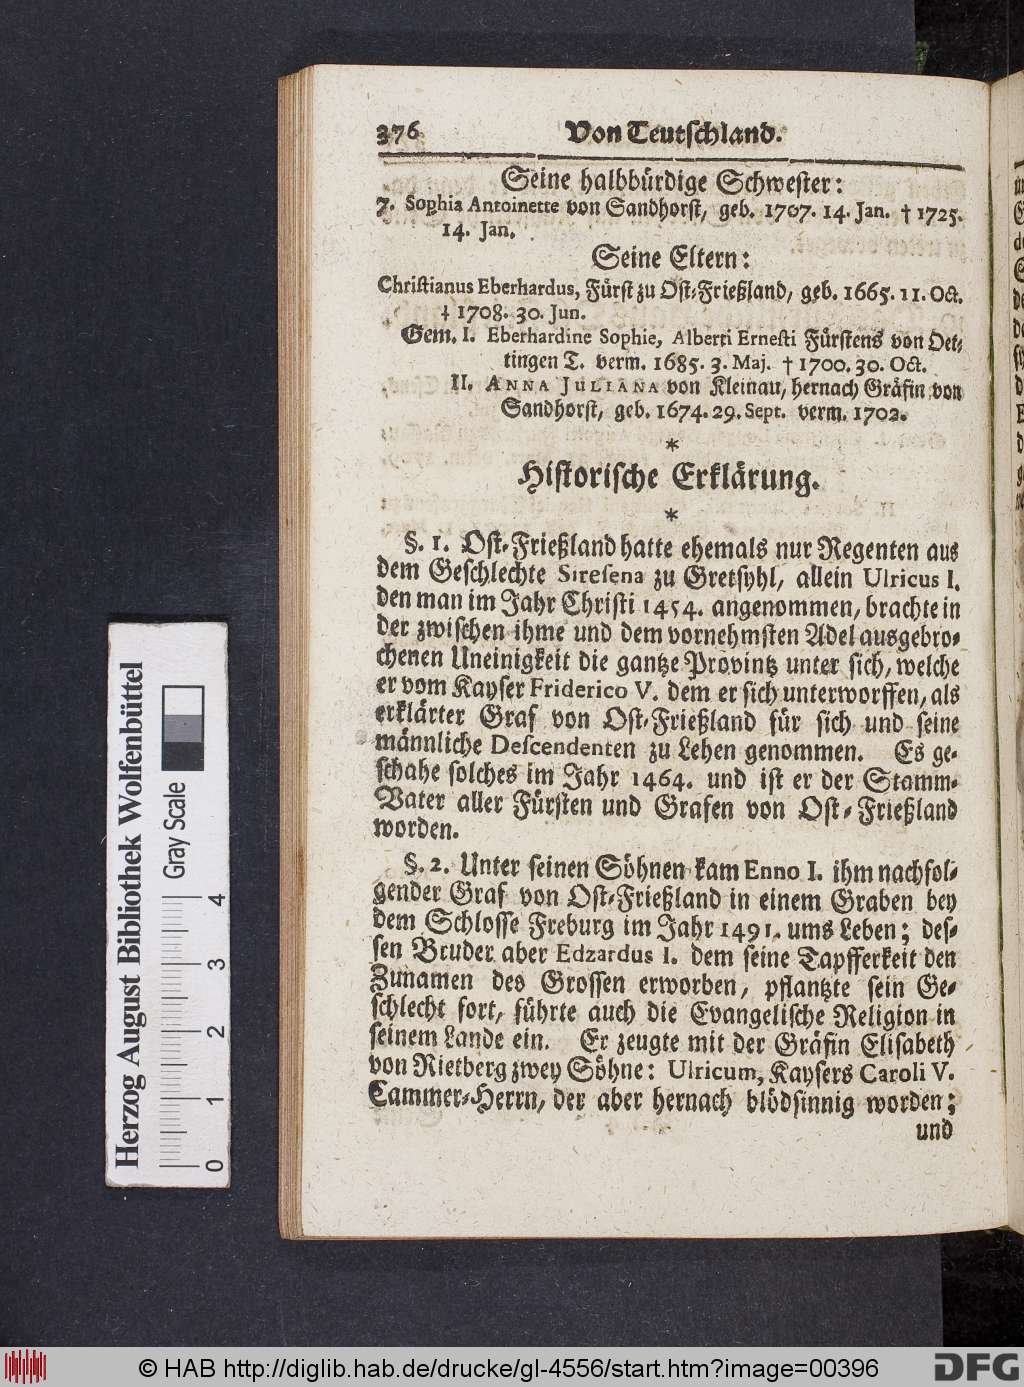 376 Von Teutschland.
Seine halbbürdige Schwester:
7. Sophia Antoinette von Sandhorst, geb. 1707. 14. Jan. † 1725.
14. Jan.
Seine Eltern:
Christianus Eberhardus, Fürst zu Ost-Frießland, geb. 1665. 11. Oct.
† 1708. 30. Jun.
Gem. I. Eberhardine Sophie, Alberti Ernesti Fürstens von Oet-
tingen T. verm. 1685. 3. Maj. † 1700. 30. Oct.
II. ANNA JULIANA von Kleinau, hernach Gräfin von
Sandhorst, geb. 1674. 29. Sept. verm. 1702.
*
Historische Erklärung.
*
§. 1. Ost-Frießland hatte ehemals nur Regenten aus
dem Geschlechte Siresena zu Gretsyhl, allein Ulricus I.
den man im Jahr Christi 1454. angenommen, brachte in
der zwischen ihme und dem vornehmsten Adel ausgebro-
chenen Uneinigkeit die gantze Provintz unter sich, welche
er vom Kayser Friderico V. dem er sich unterworffen, als
erklärter Graf von Ost-Frießland für sich und seine
männliche Descendenten zu Lehen genommen. Es ge-
schahe solches im Jahr 1464. und ist er der Stamm-
Vater aller Fürsten und Grafen von Ost-Frießland
worden.
§. 2. Unter seinen Söhnen kam Enno I. ihm nachfol-
gender Graf von Ost-Frießland in einem Graben bey
dem Schlosse Freburg im Jahr 1491. ums Leben; des-
sen Bruder aber Edzardus I. dem seine Tapfferkeit den
Zunamen des Grossen erworben, pflantzte sein Ge-
schlecht fort, führte auch die Evangelische Religion in
seinem Lande ein. Er zeugte mit der Gräfin Elisabeth
von Rietberg zwey Söhne: Ulricum, Kaysers Caroli V.
Cammer-Herrn, der aber hernach blödsinnig worden;
und
Herzog August Bibliothek Wolfenbüttel
Gray Scale
0 1 2 3 4
© HAB http://diglib.hab.de/drucke/gl-4556/start.htm?image=00396
DFG